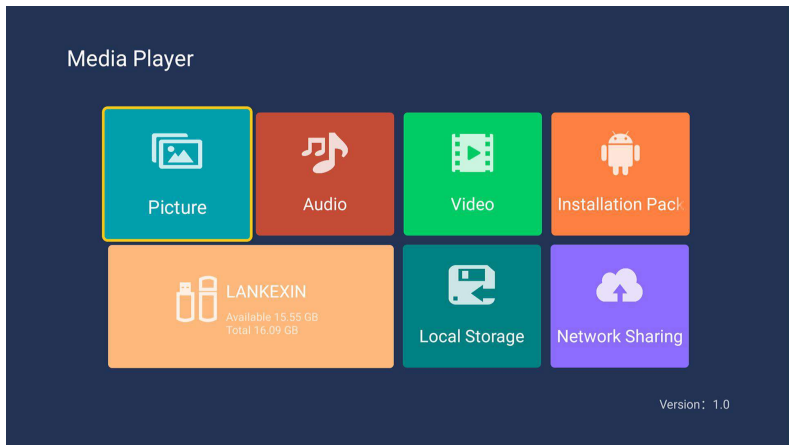 Media Player
Picture
Audio
Video
Installation Pack
LANKEXIN
Available 15.55 GB
Total 16.09 GB
Local Storage
Network Sharing
Version: 1.0